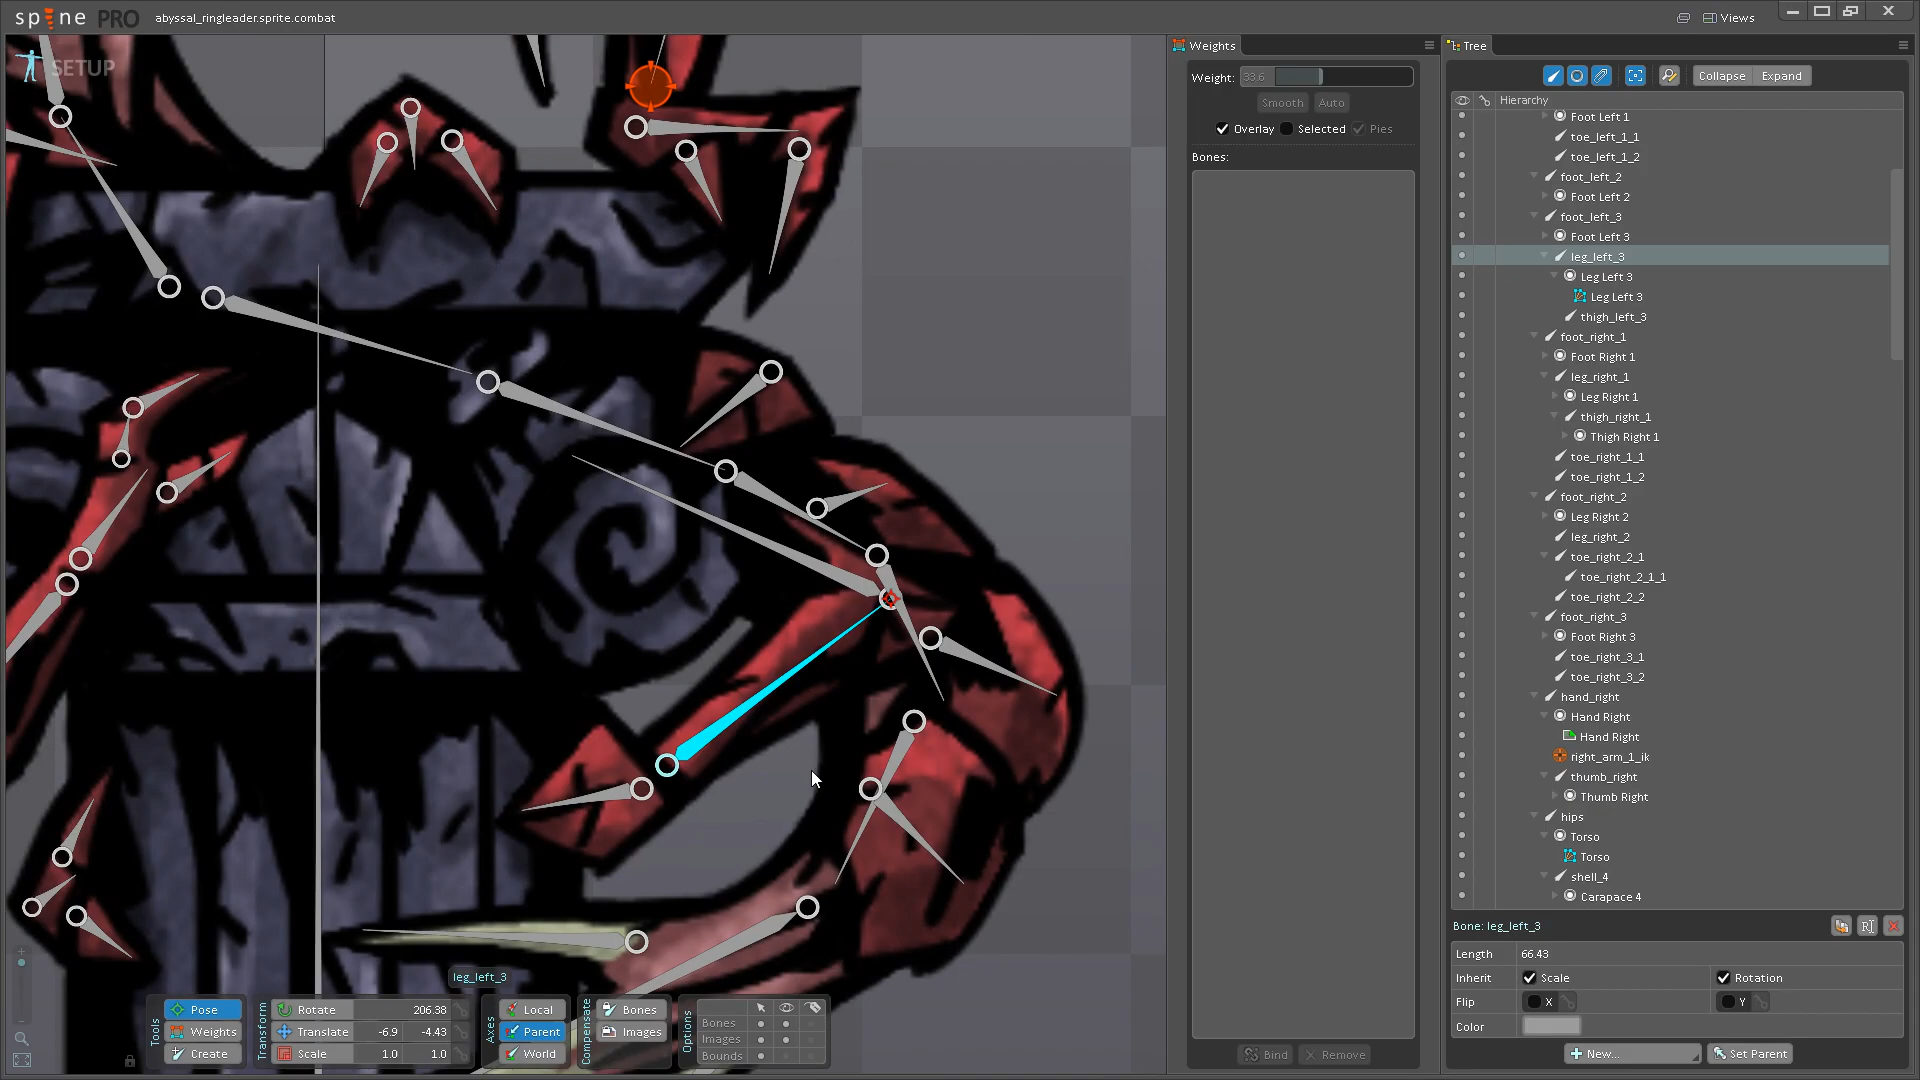 spine PRO abyssal_ringleader.sprite.combat Views
SETUP
Weights
Weight: 33.6
Smooth Auto
Overlay Selected Pies
Bones:
Bind Remove
Tree
Collapse Expand
Hierarchy
Foot Left 1
toe_left_1_1
toe_left_1_2
foot_left_2
Foot Left 2
foot_left_3
Foot Left 3
leg_left_3
Leg Left 3
Leg Left 3
thigh_left_3
foot_right_1
Foot Right 1
leg_right_1
Leg Right 1
thigh_right_1
Thigh Right 1
toe_right_1_1
toe_right_1_2
foot_right_2
Leg Right 2
leg_right_2
toe_right_2_1
toe_right_2_1_1
toe_right_2_2
foot_right_3
Foot Right 3
toe_right_3_1
toe_right_3_2
hand_right
Hand Right
Hand Right
right_arm_1_ik
thumb_right
Thumb Right
hips
Torso
Torso
shell_4
Carapace 4
Bone: leg_left_3
Length 66.43
Inherit Scale Rotation
Flip X Y
Color
New... Set Parent
leg_left_3
Tools
Pose
Weights
Create
Transform
Rotate 206.38
Translate -6.9 -4.43
Scale 1.0 1.0
Axes
Local
Parent
World
Compensate
Bones
Images
Options
Bones
Images
Bounds